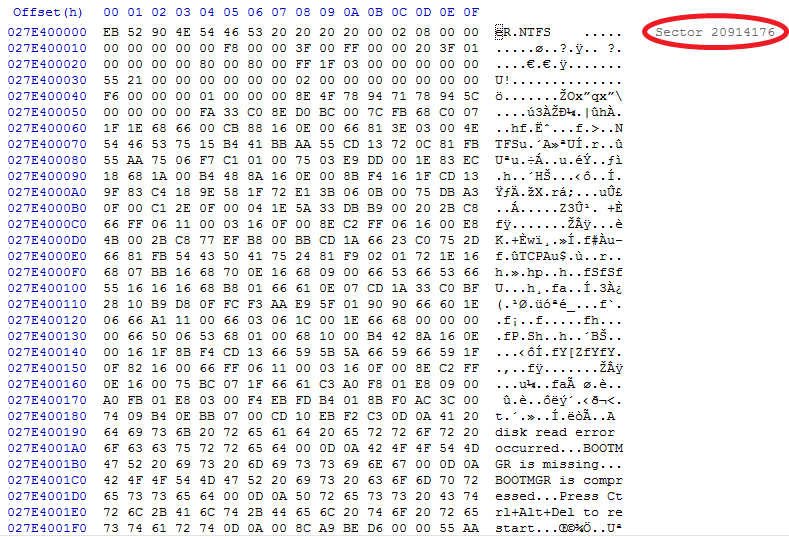 Offset(h) 00 01 02 03 04 05 06 07 08 09 0A 0B 0C 0D 0E 0F
027E400000 EB 52 90 4E 54 46 53 20 20 20 20 00 02 08 00 00 ëR.NTFS    ..... Sector 20914176
027E400010 00 00 00 00 00 F8 00 00 3F 00 FF 00 00 20 3F 01 .....ø..?.ÿ.. ?.
027E400020 00 00 00 00 80 00 80 00 FF 1F 03 00 00 00 00 00 ....€.€.ÿ.......
027E400030 55 21 00 00 00 00 00 00 02 00 00 00 00 00 00 00 U!..............
027E400040 F6 00 00 00 01 00 00 00 8E 4F 78 94 71 78 94 5C ö.......ŽOx”qx”\
027E400050 00 00 00 00 FA 33 C0 8E D0 BC 00 7C FB 68 C0 07 ....ú3ÀŽÐ¼.|ûhÀ.
027E400060 1F 1E 68 66 00 CB 88 16 0E 00 66 81 3E 03 00 4E ..hf.Ëˆ...f.>..N
027E400070 54 46 53 75 15 B4 41 BB AA 55 CD 13 72 0C 81 FB TFSu.´A»ªUÍ.r..û
027E400080 55 AA 75 06 F7 C1 01 00 75 03 E9 DD 00 1E 83 EC Uªu.÷Á..u.éÝ..ƒì
027E400090 18 68 1A 00 B4 48 8A 16 0E 00 8B F4 16 1F CD 13 .h..´HŠ...‹ô..Í.
027E4000A0 9F 83 C4 18 9E 58 1F 72 E1 3B 06 0B 00 75 DB A3 ŸƒÄ.žX.rá;...uÛ£
027E4000B0 0F 00 C1 2E 0F 00 04 1E 5A 33 DB B9 00 20 2B C8 ..Á.....Z3Û¹. +È
027E4000C0 66 FF 06 11 00 03 16 0F 00 8E C2 FF 06 16 00 E8 fÿ.......ŽÂÿ...è
027E4000D0 4B 00 2B C8 77 EF B8 00 BB CD 1A 66 23 C0 75 2D K.+Èwï¸.»Í.f#Àu-
027E4000E0 66 81 FB 54 43 50 41 75 24 81 F9 02 01 72 1E 16 f.ûTCPAu$.ù..r..
027E4000F0 68 07 BB 16 68 70 0E 16 68 09 00 66 53 66 53 66 h.».hp..h..fSfSf
027E400100 55 16 16 16 68 B8 01 66 61 0E 07 CD 1A 33 C0 BF U...h¸.fa..Í.3À¿
027E400110 28 10 B9 D8 0F FC F3 AA E9 5F 01 90 90 66 60 1E (.¹Ø.üóªé_...f`.
027E400120 06 66 A1 11 00 66 03 06 1C 00 1E 66 68 00 00 00 .f¡..f.....fh...
027E400130 00 66 50 06 53 68 01 00 68 10 00 B4 42 8A 16 0E .fP.Sh..h..´BŠ..
027E400140 00 16 1F 8B F4 CD 13 66 59 5B 5A 66 59 66 59 1F ...‹ôÍ.fY[ZfYfY.
027E400150 0F 82 16 00 66 FF 06 11 00 03 16 0F 00 8E C2 FF .‚..fÿ.......ŽÂÿ
027E400160 0E 16 00 75 BC 07 1F 66 61 C3 A0 F8 01 E8 09 00 ...u¼..faÃ ø.è..
027E400170 A0 FB 01 E8 03 00 F4 EB FD B4 01 8B F0 AC 3C 00  û.è..ôëý´.‹ð¬<.
027E400180 74 09 B4 0E BB 07 00 CD 10 EB F2 C3 0D 0A 41 20 t.´.»..Í.ëòÃ..A
027E400190 64 69 73 6B 20 72 65 61 64 20 65 72 72 6F 72 20 disk read error
027E4001A0 6F 63 63 75 72 72 65 64 00 0D 0A 42 4F 4F 54 4D occurred...BOOTM
027E4001B0 47 52 20 69 73 20 6D 69 73 73 69 6E 67 00 0D 0A GR is missing...
027E4001C0 42 4F 4F 54 4D 47 52 20 69 73 20 63 6F 6D 70 72 BOOTMGR is compr
027E4001D0 65 73 73 65 64 00 0D 0A 50 72 65 73 73 20 43 74 essed...Press Ct
027E4001E0 72 6C 2B 41 6C 74 2B 44 65 6C 20 74 6F 20 72 65 rl+Alt+Del to re
027E4001F0 73 74 61 72 74 0D 0A 00 8C A9 BE D6 00 00 55 AA start...Œ©¾Ö..Uª